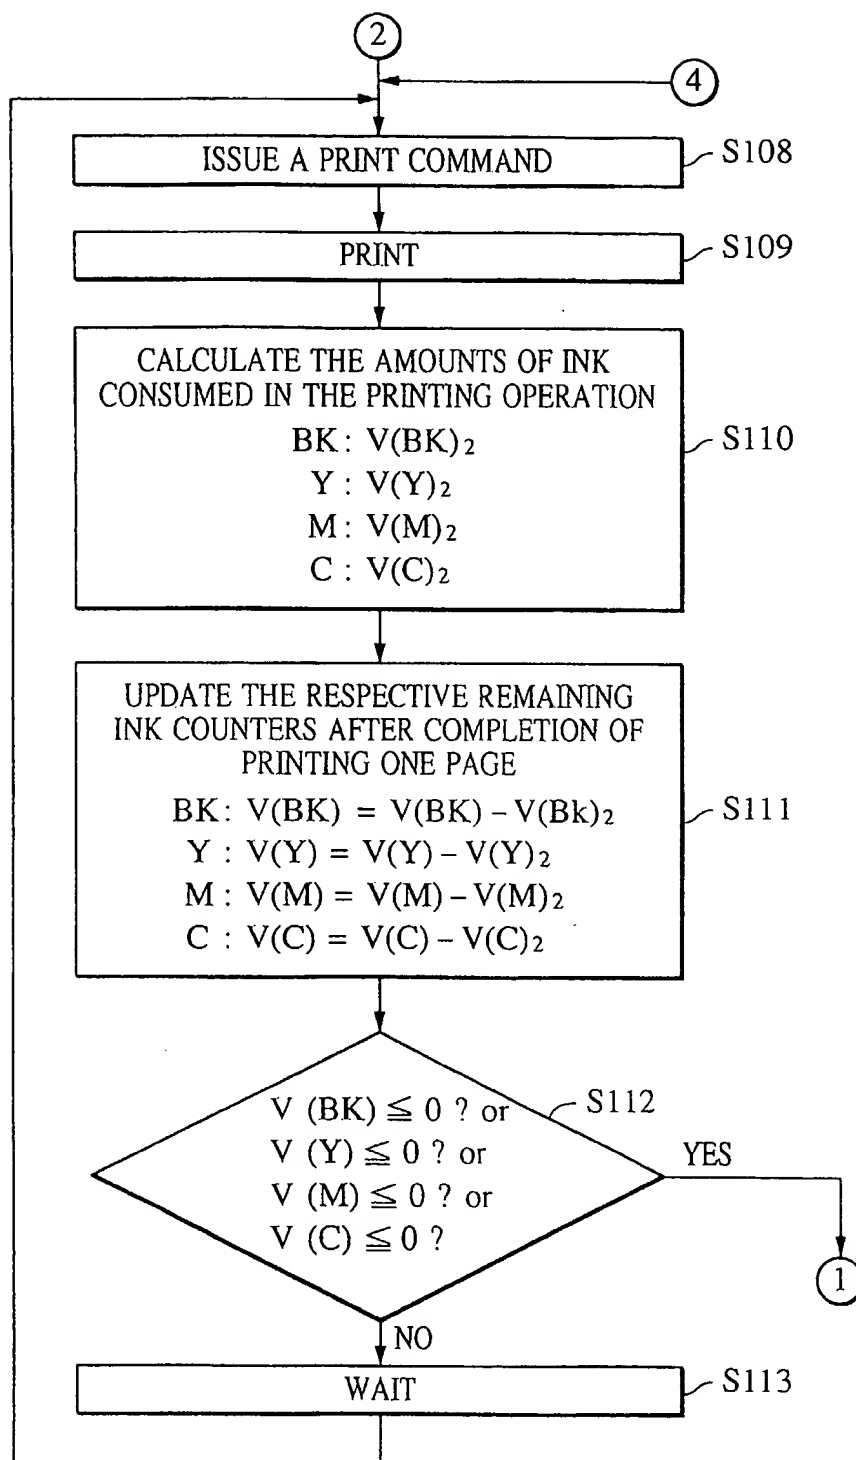 2
4
ISSUE A PRINT COMMAND
S108
PRINT
S109
CALCULATE THE AMOUNTS OF INK
CONSUMED IN THE PRINTING OPERATION
BK: V(BK)₂
Y : V(Y)₂
M : V(M)₂
C : V(C)₂
S110
UPDATE THE RESPECTIVE REMAINING
INK COUNTERS AFTER COMPLETION OF
PRINTING ONE PAGE
BK: V(BK) = V(BK) – V(Bk)₂
Y : V(Y) = V(Y) – V(Y)₂
M : V(M) = V(M) – V(M)₂
C : V(C) = V(C) – V(C)₂
S111
V (BK) ≦ 0 ? or
V (Y) ≦ 0 ? or
V (M) ≦ 0 ? or
V (C) ≦ 0 ?
S112
YES
1
NO
WAIT
S113